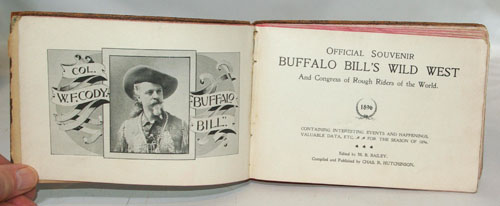 COL.
W. F. CODY.
"BUFFALO
BILL".
OFFICIAL SOUVENIR
BUFFALO BILL'S WILD WEST
And Congress of Rough Riders of the World.
1896
CONTAINING INTERESTING EVENTS AND HAPPENINGS,
VALUABLE DATA, ETC., FOR THE SEASON OF 1896.
Edited by M. B. BAILEY.
Compiled and Published by CHAS. R. HUTCHINSON.